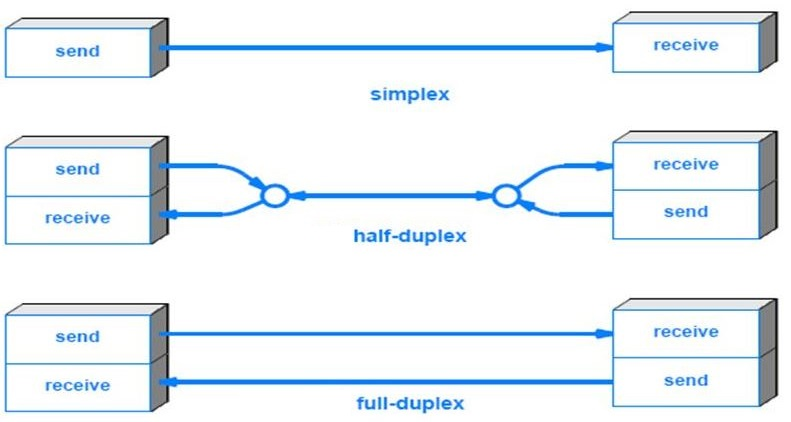 send
receive
simplex
send
receive
receive
send
half-duplex
send
receive
receive
send
full-duplex